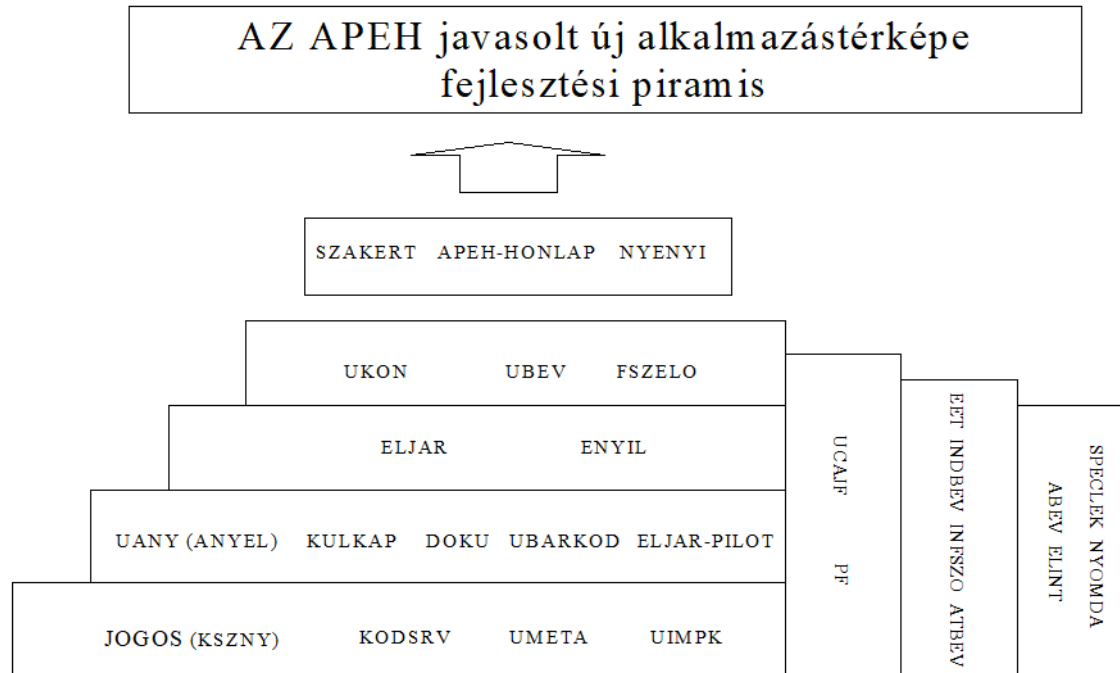 AZ APEH javasolt új alkalmazástérképe
fejlesztési piramis
SZAKERT APEH-HONLAP NYENYI
UKON UBEV FSZELO
ELJAR ENYIL
UANY (ANYEL) KULKAP DOKU UBARKOD ELJAR-PILOT
JOGOS (KSZNY) KODSRV UMETA UIMPK
UCAJF PF
EET INDBEV INFSZO ATBEV
SPECLEK NYOMDA
ABEV ELINT